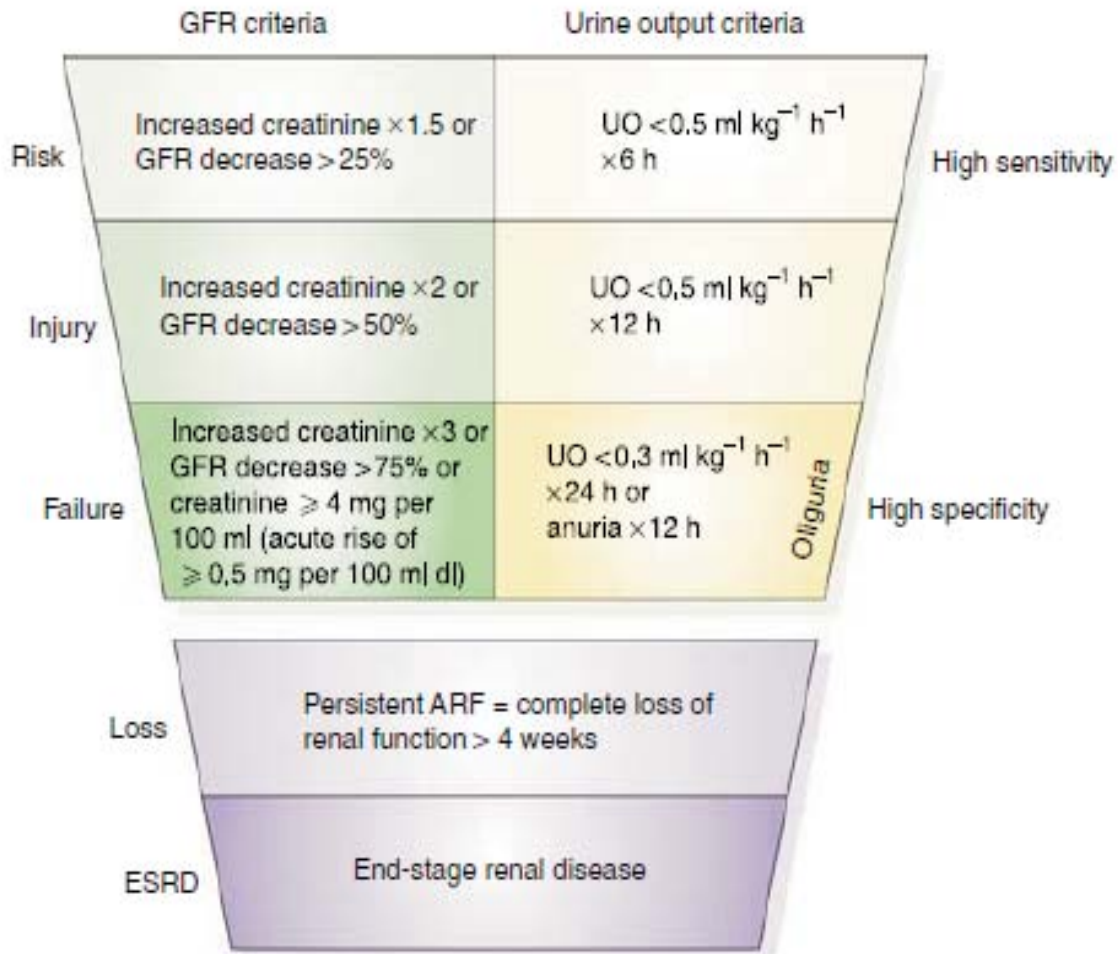 GFR criteria
Urine output criteria
Risk
Increased creatinine ×1.5 or
GFR decrease > 25%
UO <0.5 ml kg⁻¹ h⁻¹
×6 h
High sensitivity
Injury
Increased creatinine ×2 or
GFR decrease > 50%
UO <0,5 ml kg⁻¹ h⁻¹
×12 h
Failure
Increased creatinine ×3 or
GFR decrease >75% or
creatinine ⩾ 4 mg per
100 ml (acute rise of
⩾ 0,5 mg per 100 ml dl)
UO <0,3 ml kg⁻¹ h⁻¹
×24 h or
anuria ×12 h
Oliguria
High specificity
Loss
Persistent ARF = complete loss of
renal function > 4 weeks
ESRD
End-stage renal disease